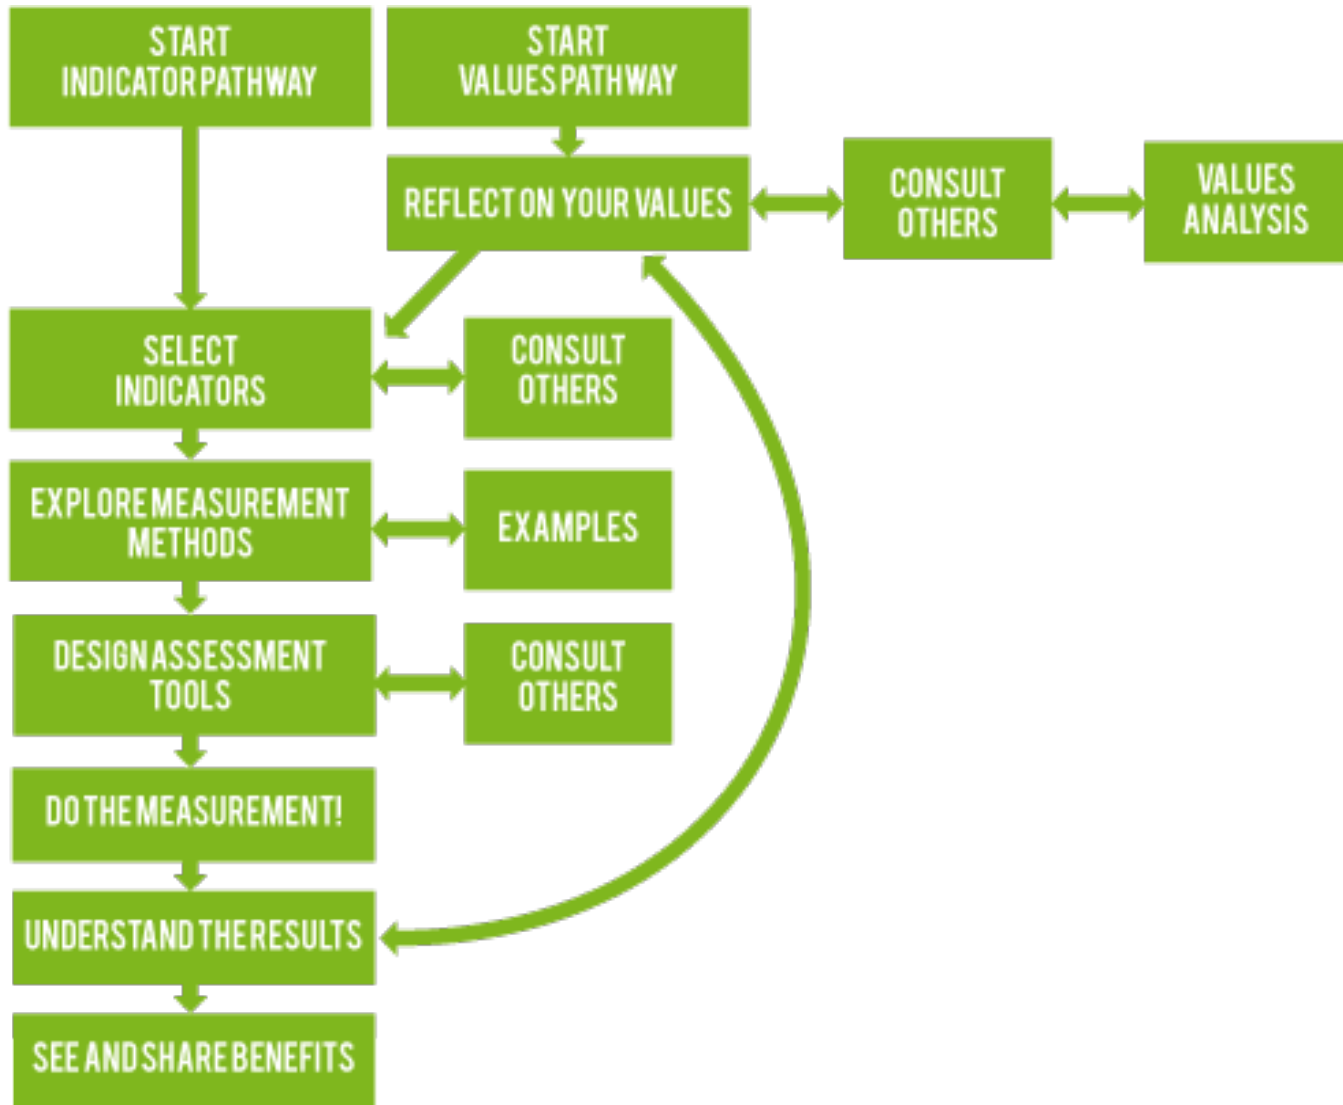 START
INDICATOR PATHWAY
START
VALUES PATHWAY
REFLECT ON YOUR VALUES
CONSULT
OTHERS
VALUES
ANALYSIS
SELECT
INDICATORS
CONSULT
OTHERS
EXPLORE MEASUREMENT
METHODS
EXAMPLES
DESIGN ASSESSMENT
TOOLS
CONSULT
OTHERS
DO THE MEASUREMENT!
UNDERSTAND THE RESULTS
SEE AND SHARE BENEFITS